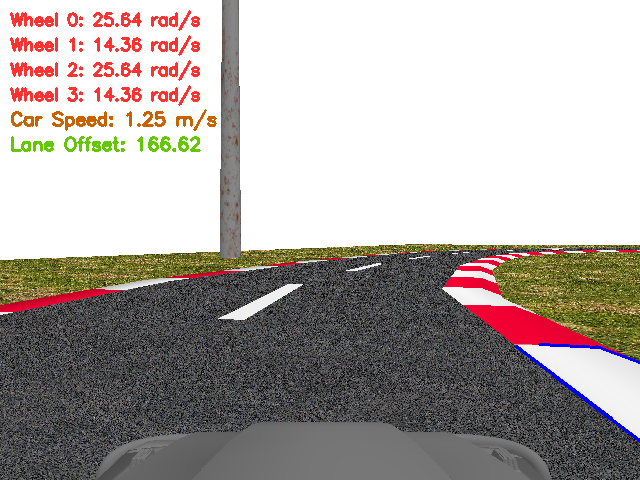 Wheel 0: 25.64 rad/s
Wheel 1: 14.36 rad/s
Wheel 2: 25.64 rad/s
Wheel 3: 14.36 rad/s
Car Speed: 1.25 m/s
Lane Offset: 166.62